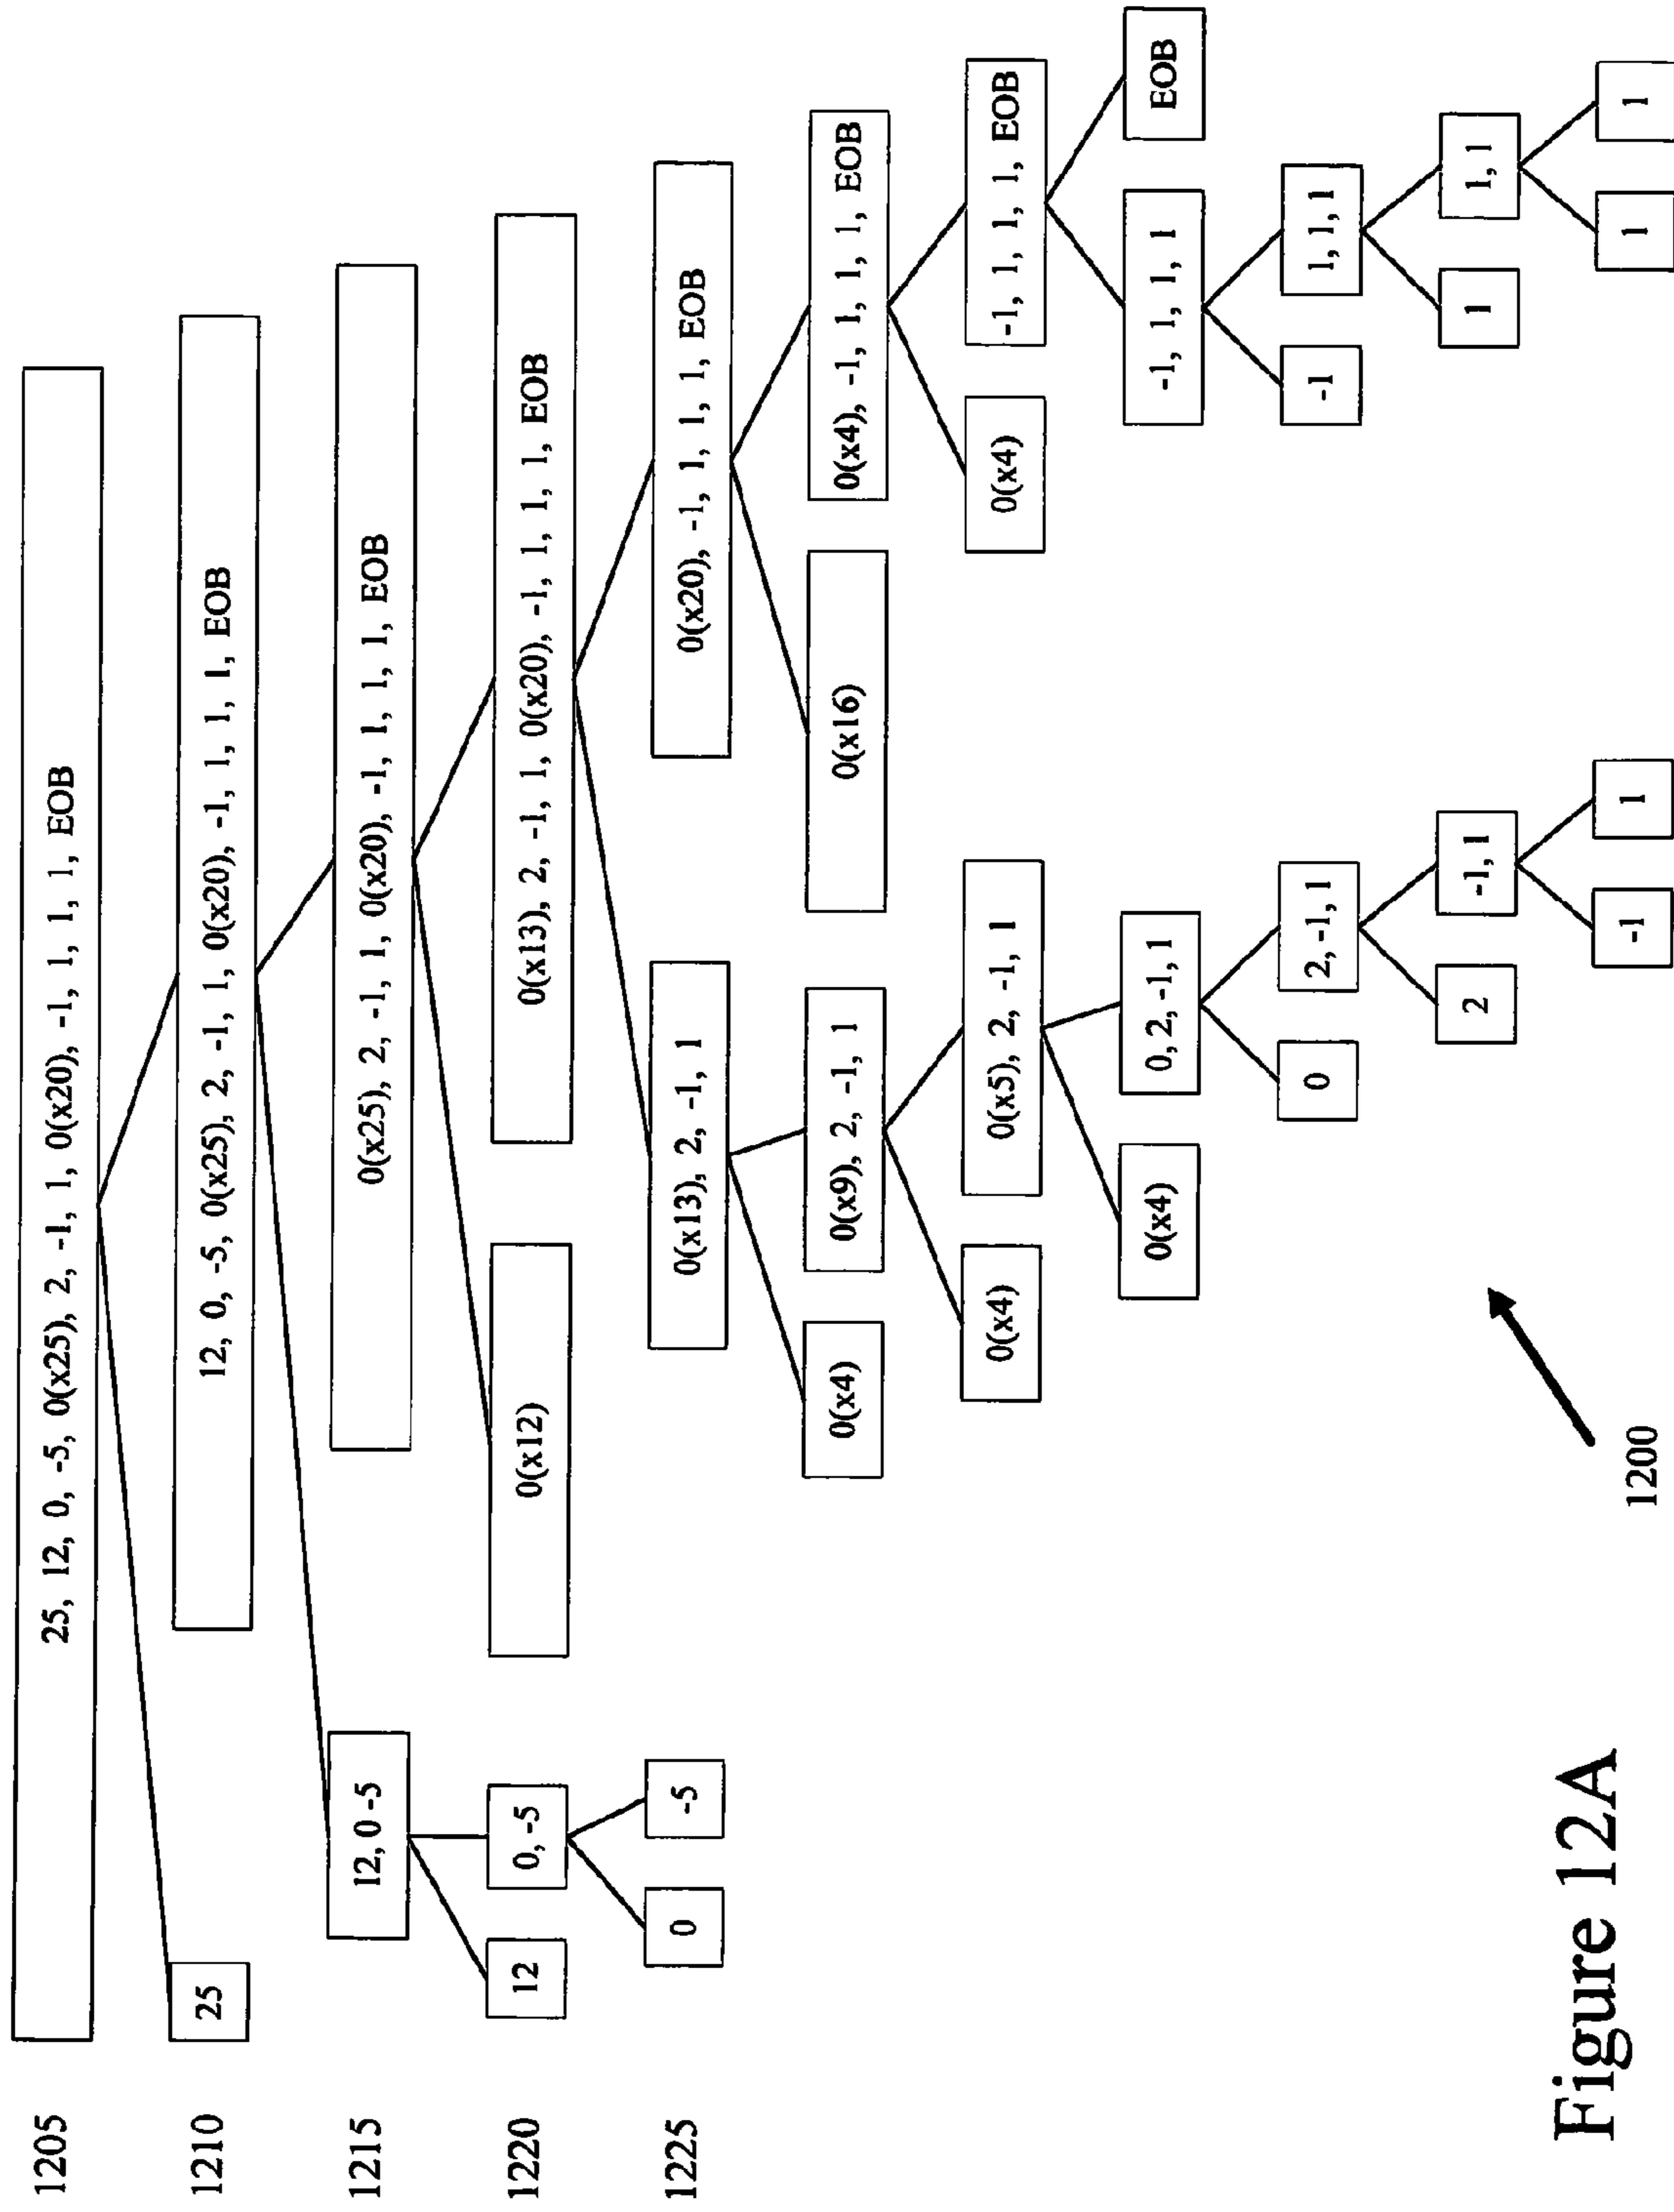 1205
25, 12, 0, -5, 0(x25), 2, -1, 1, 0(x20), -1, 1, 1, 1, EOB
1210
25
12, 0, -5, 0(x25), 2, -1, 1, 0(x20), -1, 1, 1, 1, EOB
1215
12, 0 -5
0(x25), 2, -1, 1, 0(x20), -1, 1, 1, 1, EOB
1220
12
0, -5
0(x12)
0(x13), 2, -1, 1, 0(x20), -1, 1, 1, 1, EOB
1225
0
-5
0(x13), 2, -1, 1
0(x20), -1, 1, 1, 1, EOB
0(x4)
0(x9), 2, -1, 1
0(x16)
0(x4), -1, 1, 1, 1, EOB
0(x4)
0(x5), 2, -1, 1
0(x4)
-1, 1, 1, 1, EOB
0(x4)
0, 2, -1, 1
-1, 1, 1, 1
EOB
0
2, -1, 1
-1
1, 1, 1
2
-1, 1
1
1, 1
-1
1
1
1
1200
Figure 12A